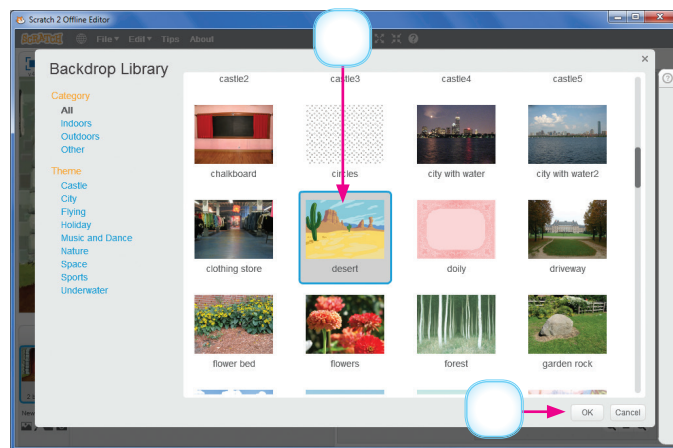 Scratch 2 Offline Editor
SCRATCH File Edit Tips About
Backdrop Library
Category
All
Indoors
Outdoors
Other
Theme
Castle
City
Flying
Holiday
Music and Dance
Nature
Space
Sports
Underwater
castle2 castle3 castle4 castle5
chalkboard circles city with water city with water2
clothing store desert doily driveway
flower bed flowers forest garden rock
OK Cancel